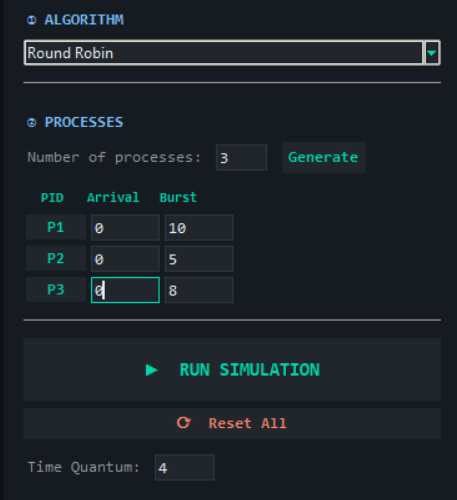 ① ALGORITHM
Round Robin
② PROCESSES
Number of processes: 3 Generate
PID Arrival Burst
P1 0 10
P2 0 5
P3 0 8
▶ RUN SIMULATION
⟳ Reset All
Time Quantum: 4